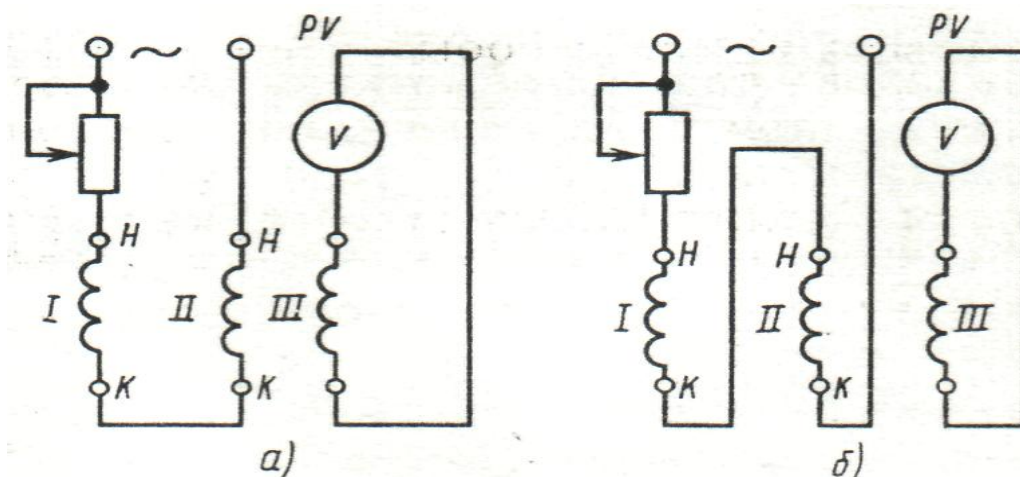 ~ PV ~ PV
V V
Н Н Н Н
I II III I II III
К К К К
а) б)